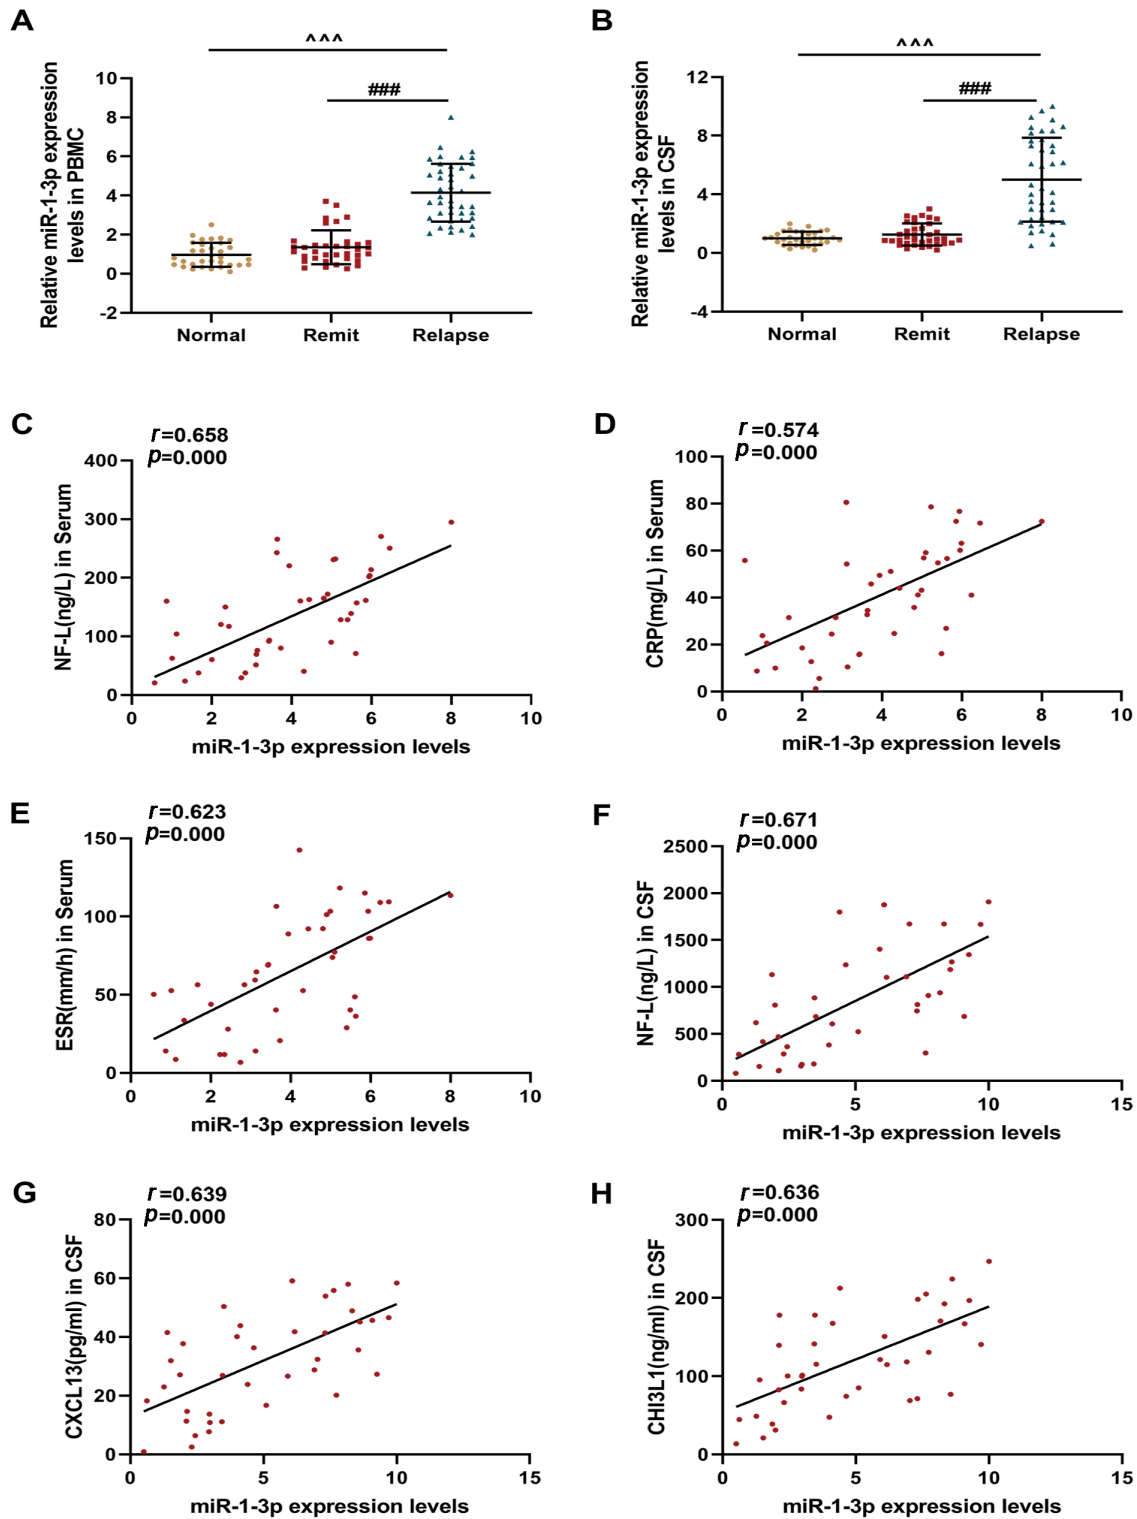 A
^^^
###
Relative miR-1-3p expression
levels in PBMC
10
8
6
4
2
0
-2
Normal Remit Relapse
B
^^^
###
Relative miR-1-3p expression
levels in CSF
12
8
4
0
-4
Normal Remit Relapse
C
r=0.658
p=0.000
NF-L(ng/L) in Serum
400
300
200
100
0
0 2 4 6 8 10
miR-1-3p expression levels
D
r=0.574
p=0.000
CRP(mg/L) in Serum
100
80
60
40
20
0
0 2 4 6 8 10
miR-1-3p expression levels
E
r=0.623
p=0.000
ESR(mm/h) in Serum
150
100
50
0
0 2 4 6 8 10
miR-1-3p expression levels
F
r=0.671
p=0.000
NF-L(ng/L) in CSF
2500
2000
1500
1000
500
0
0 5 10 15
miR-1-3p expression levels
G
r=0.639
p=0.000
CXCL13(pg/ml) in CSF
80
60
40
20
0
0 5 10 15
miR-1-3p expression levels
H
r=0.636
p=0.000
CHI3L1(ng/ml) in CSF
300
200
100
0
0 5 10 15
miR-1-3p expression levels